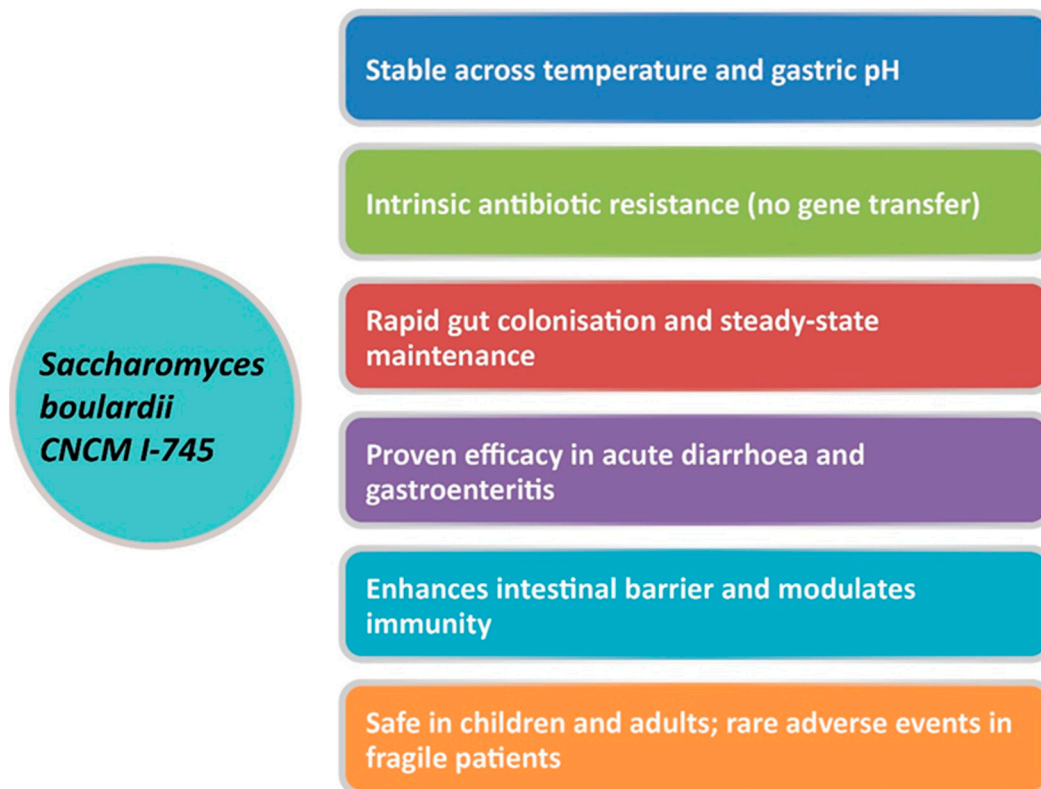 Saccharomyces
boulardii
CNCM I-745
Stable across temperature and gastric pH
Intrinsic antibiotic resistance (no gene transfer)
Rapid gut colonisation and steady-state
maintenance
Proven efficacy in acute diarrhoea and
gastroenteritis
Enhances intestinal barrier and modulates
immunity
Safe in children and adults; rare adverse events in
fragile patients